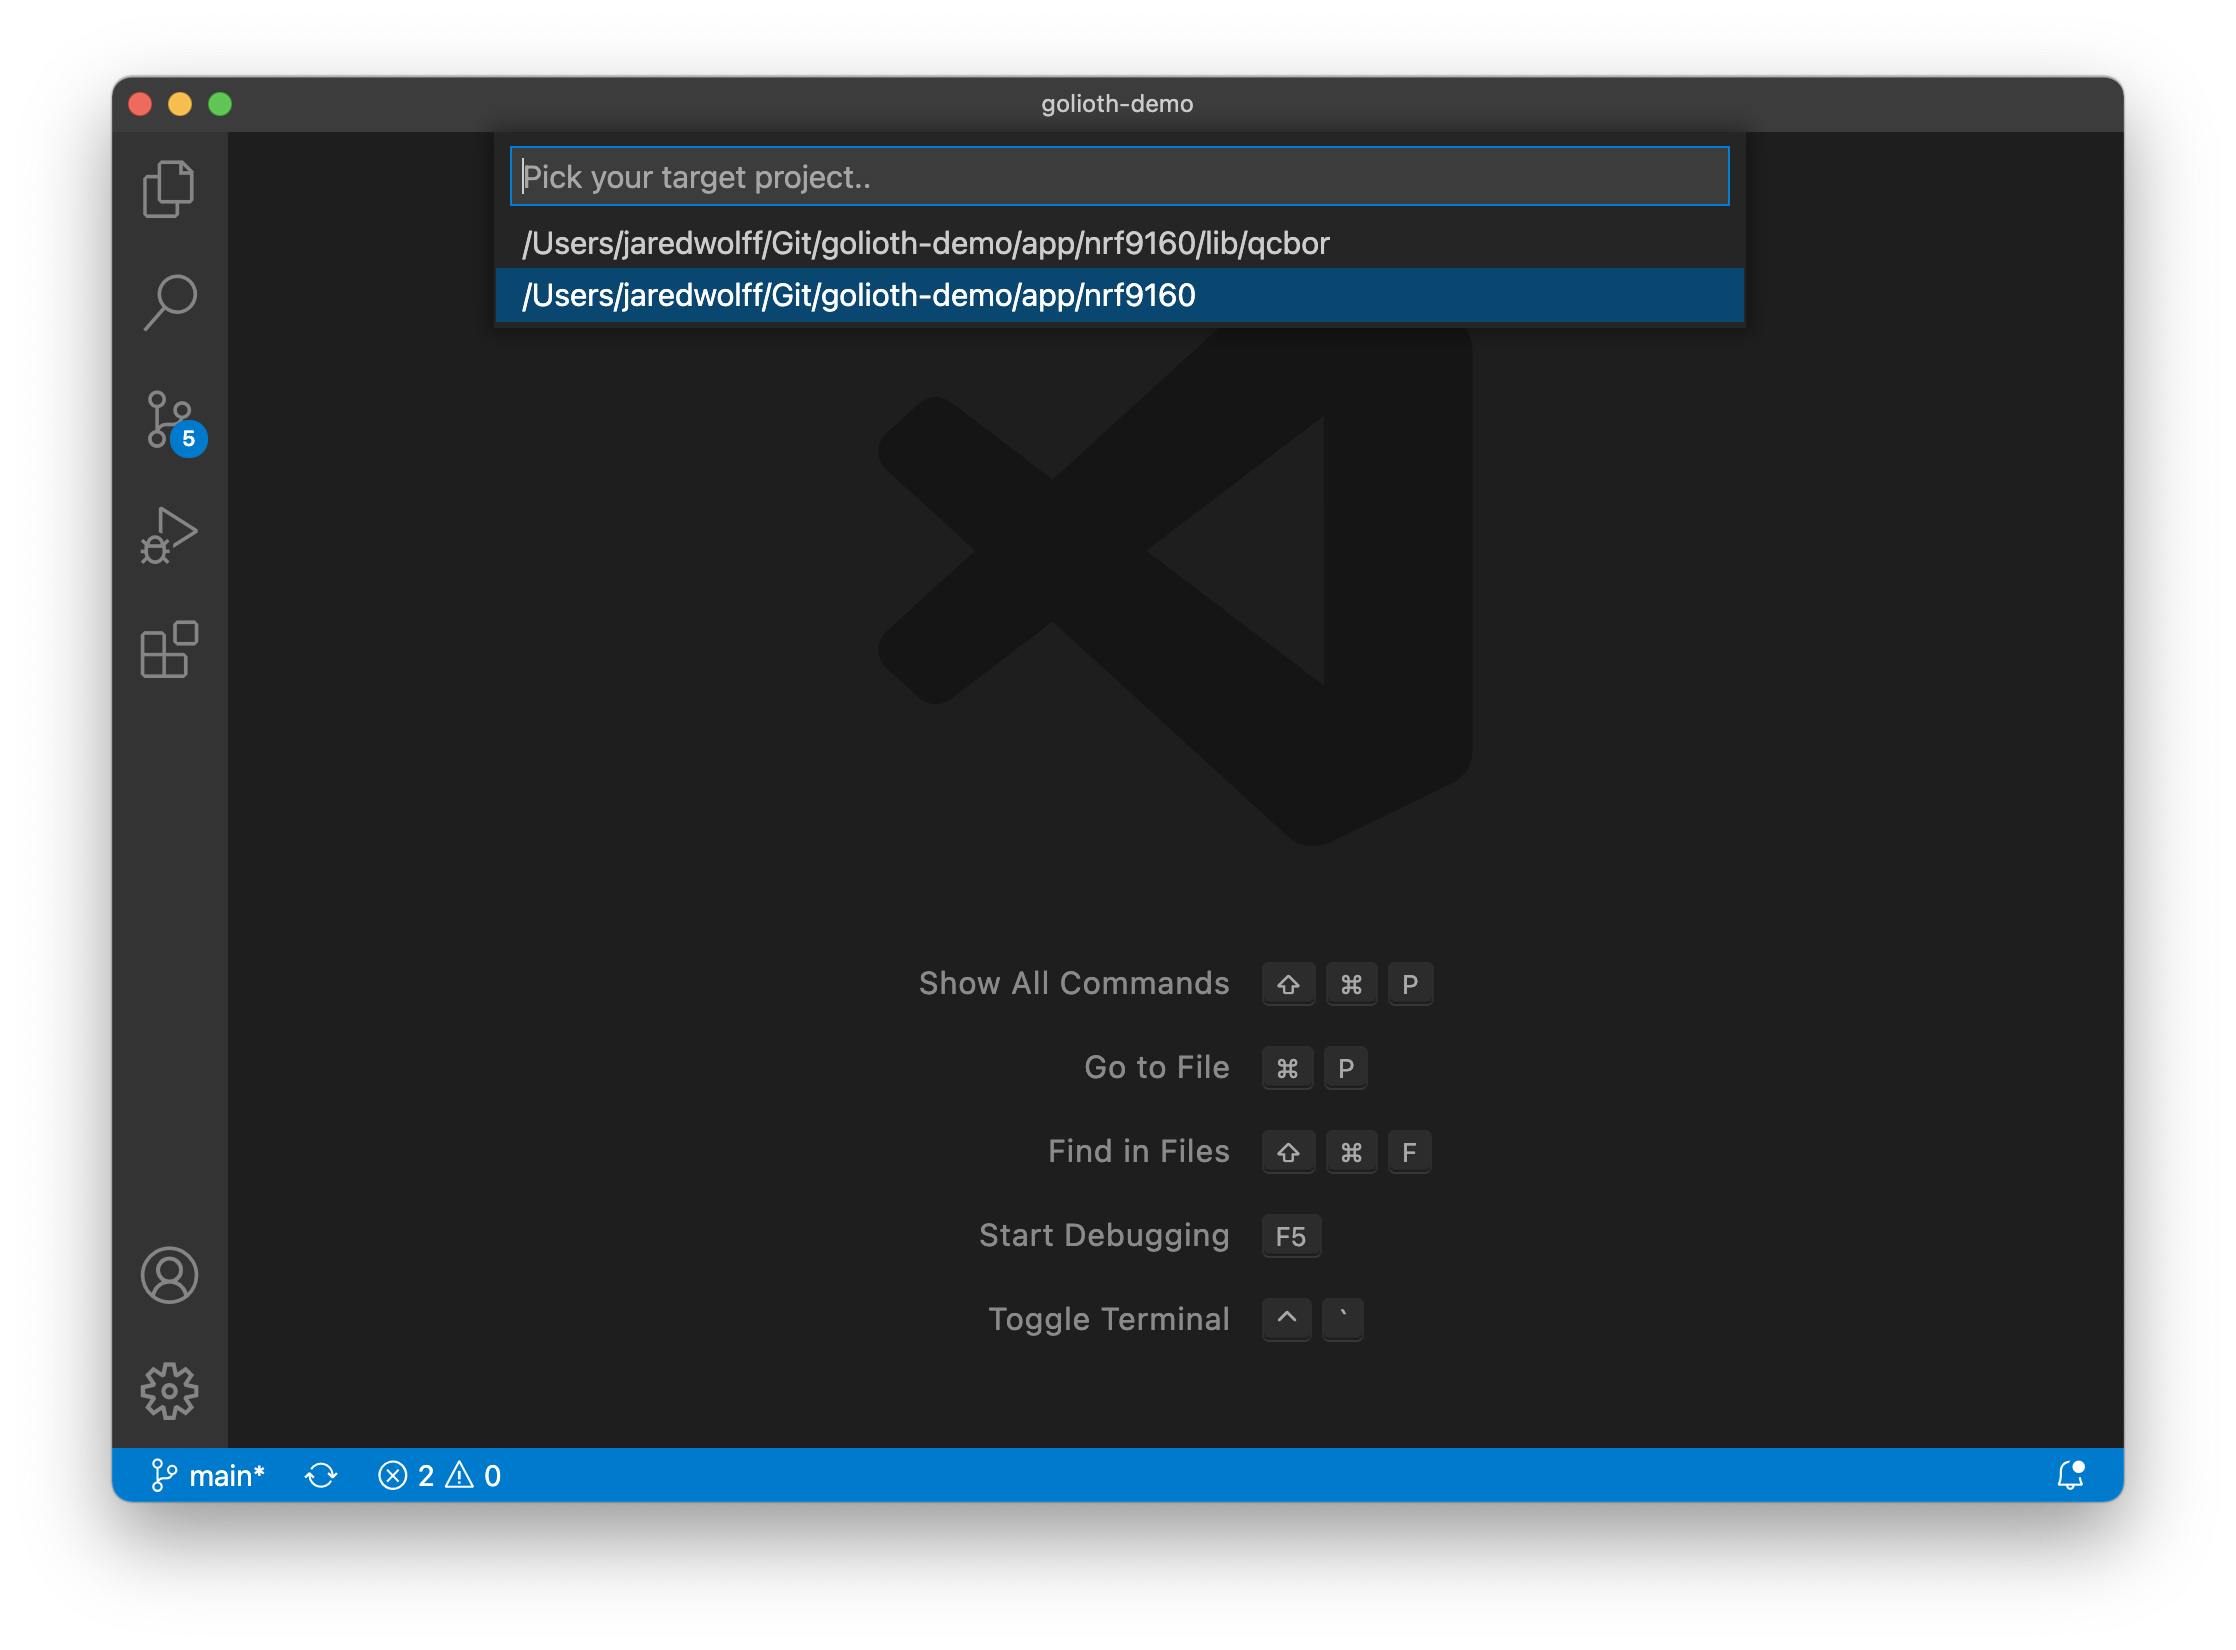 golioth-demo
Pick your target project..
/Users/jaredwolff/Git/golioth-demo/app/nrf9160/lib/qcbor
/Users/jaredwolff/Git/golioth-demo/app/nrf9160
5
Show All Commands ⇧ ⌘ P
Go to File ⌘ P
Find in Files ⇧ ⌘ F
Start Debugging F5
Toggle Terminal ^ `
main* 2 0